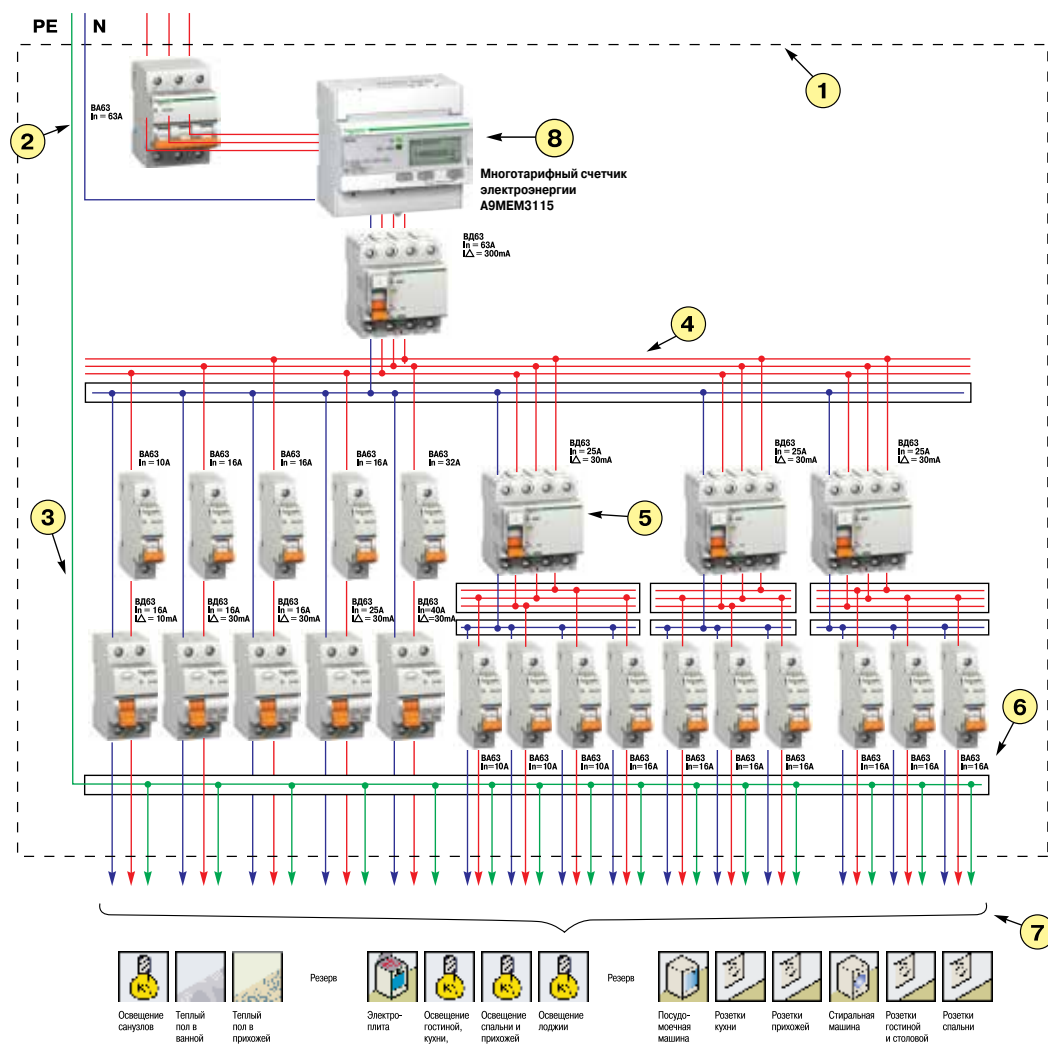 PE N
1
ВА63
In = 63A
2
8
Многотарифный счетчик
электроэнергии
A9MEM3115
ВД63
In = 63A
I△ = 300mA
4
ВА63
In = 10A
ВА63
In = 16A
ВА63
In = 16A
ВА63
In = 16A
ВА63
In = 32A
ВД63
In = 25A
I△ = 30mA
ВД63
In = 25A
I△ = 30mA
ВД63
In = 25A
I△ = 30mA
3
5
ВД63
In = 16A
I△ = 10mA
ВД63
In = 16A
I△ = 30mA
ВД63
In = 16A
I△ = 30mA
ВД63
In = 25A
I△ = 30mA
ВД63
In=40A
I△=30mA
6
ВА63
In=10A
ВА63
In=10A
ВА63
In=10A
ВА63
In=16A
ВА63
In=16A
ВА63
In=16A
ВА63
In=16A
ВА63
In=16A
ВА63
In=16A
ВА63
In=16A
7
Освещение
санузлов
Теплый
пол в
ванной
Теплый
пол в
прихожей
Резерв
Электро-
плита
Освещение
гостиной,
кухни,
Освещение
спальни и
прихожей
Освещение
лоджии
Резерв
Посудо-
моечная
машина
Розетки
кухни
Розетки
прихожей
Стиральная
машина
Розетки
гостиной
и столовой
Розетки
спальни